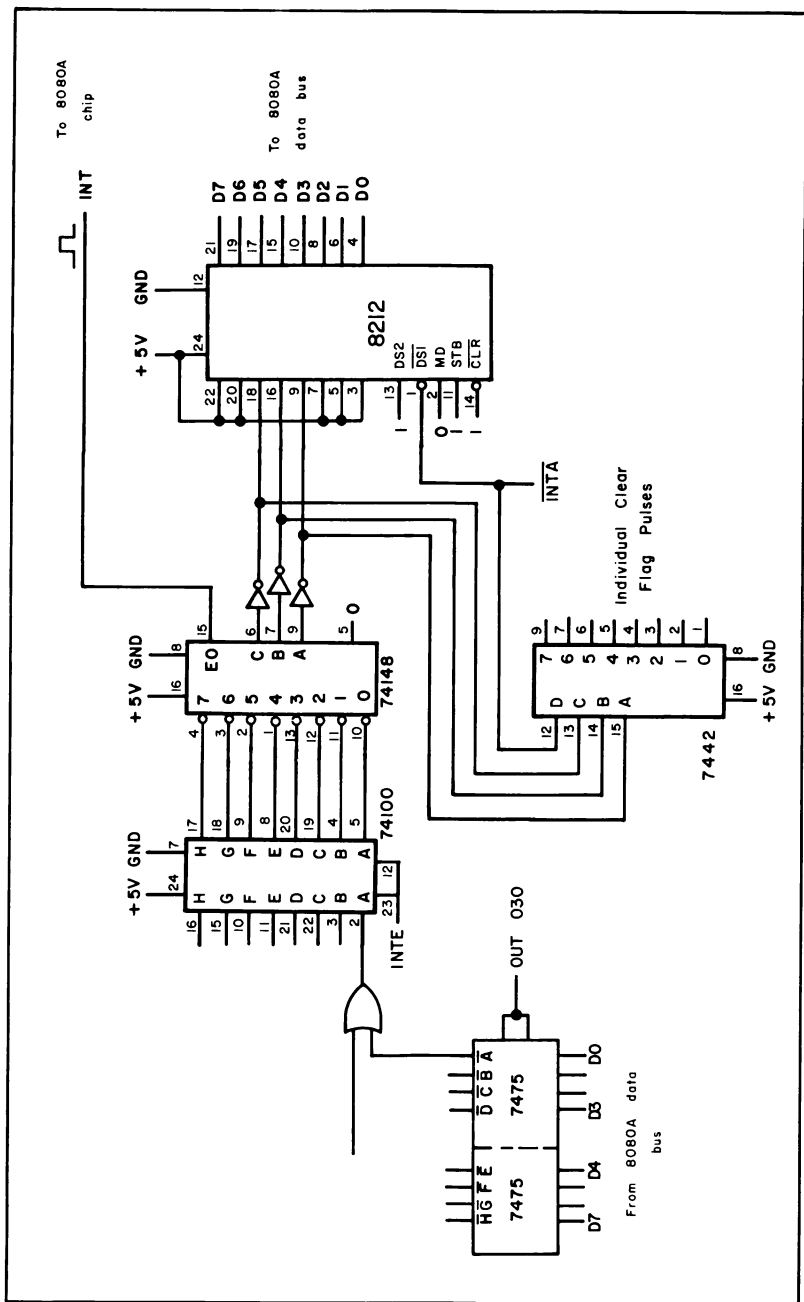 To 8080A
chip
INT
To 8080A
data bus
D7
D6
D5
D4
D3
D2
D1
D0
21
19
17
15
10
8
6
4
GND
12
+5V
24
8212
22
20
18
16
9
7
5
3
DS2
DS1
MD
STB
CLR
13
1
2
11
14
1
0
1
1
INTA
Individual Clear
Flag Pulses
+5V
16
GND
8
EO
15
C
B
A
6
7
9
5
0
7
6
5
4
3
2
1
0
74148
4
3
2
1
13
12
11
10
+5V
24
GND
7
17
18
9
8
20
19
4
5
H
G
F
E
D
C
B
A
H
G
F
E
D
C
B
A
74100
16
15
10
11
21
22
3
2
23
12
INTE
7442
D
C
B
A
12
13
14
15
7
6
5
4
3
2
1
0
9
7
6
5
4
3
2
1
16
+5V
8
GND
OUT 030
A
B
C
D
7475
E
F
G
H
7475
D0
D3
D4
D7
From 8080A data
bus